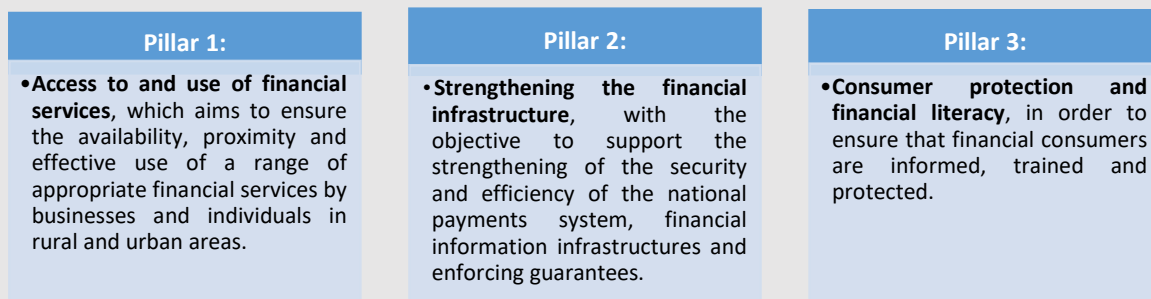 Pillar 1:
•Access to and use of financial
services, which aims to ensure
the availability, proximity and
effective use of a range of
appropriate financial services by
businesses and individuals in
rural and urban areas.
Pillar 2:
• Strengthening the financial
infrastructure, with the
objective to support the
strengthening of the security
and efficiency of the national
payments system, financial
information infrastructures and
enforcing guarantees.
Pillar 3:
•Consumer protection and
financial literacy, in order to
ensure that financial consumers
are informed, trained and
protected.